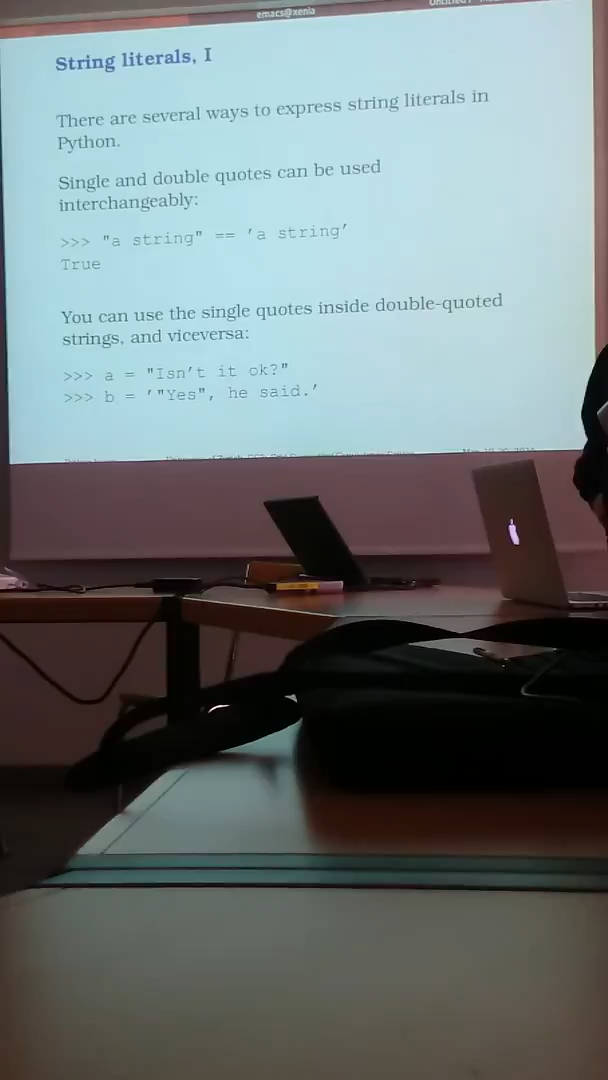 emacs@xenia
String literals, I
There are several ways to express string literals in
Python.
Single and double quotes can be used
interchangeably:
>>> "a string" == 'a string'
True
You can use the single quotes inside double-quoted
strings, and viceversa:
>>> a = "Isn't it ok?"
>>> b = '"Yes", he said.'